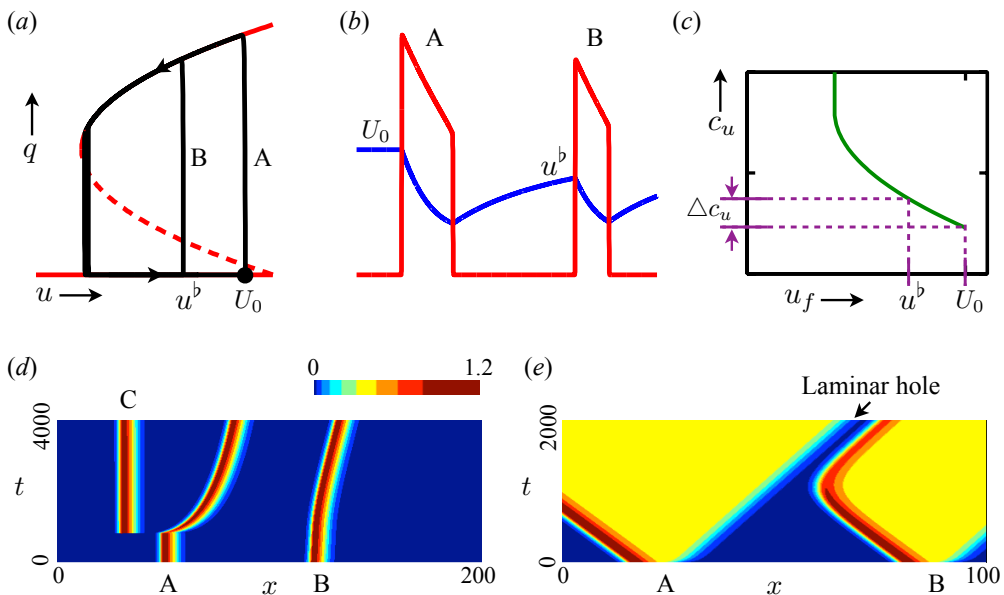 (a)
q
A
B
u
u♭
U₀
(b)
A
B
U₀
u♭
(c)
c_u
△c_u
u_f
u♭
U₀
(d)
0 1.2
C
4000
t
0
0 200
A x B
(e)
Laminar hole
2000
t
0
0 100
A x B